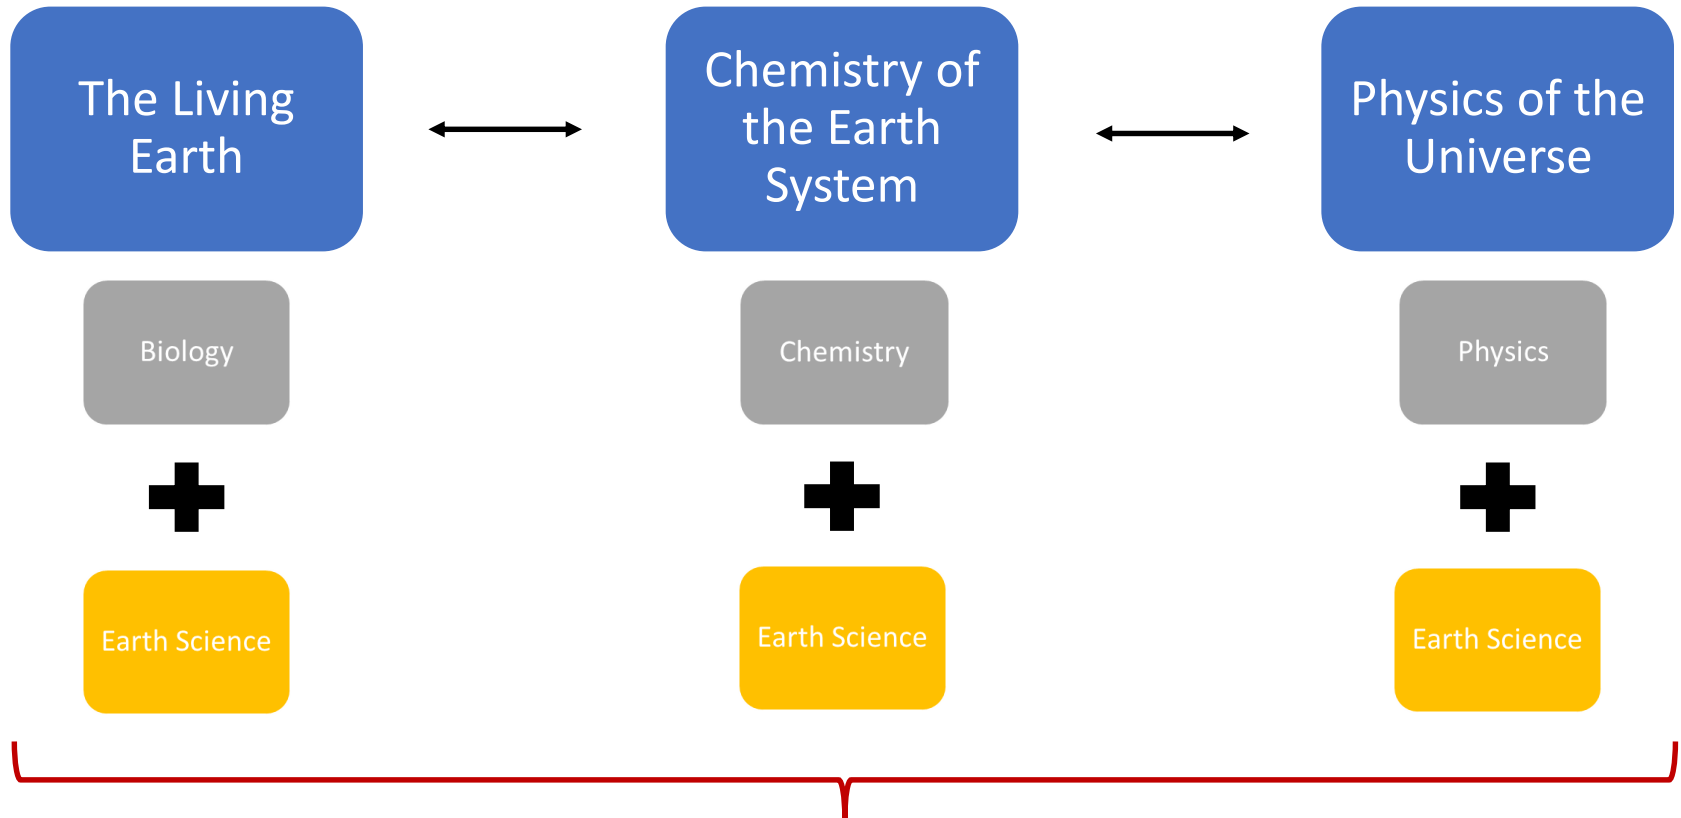 The Living
Earth
Chemistry of
the Earth
System
Physics of the
Universe
Biology
Chemistry
Physics
Earth Science
Earth Science
Earth Science